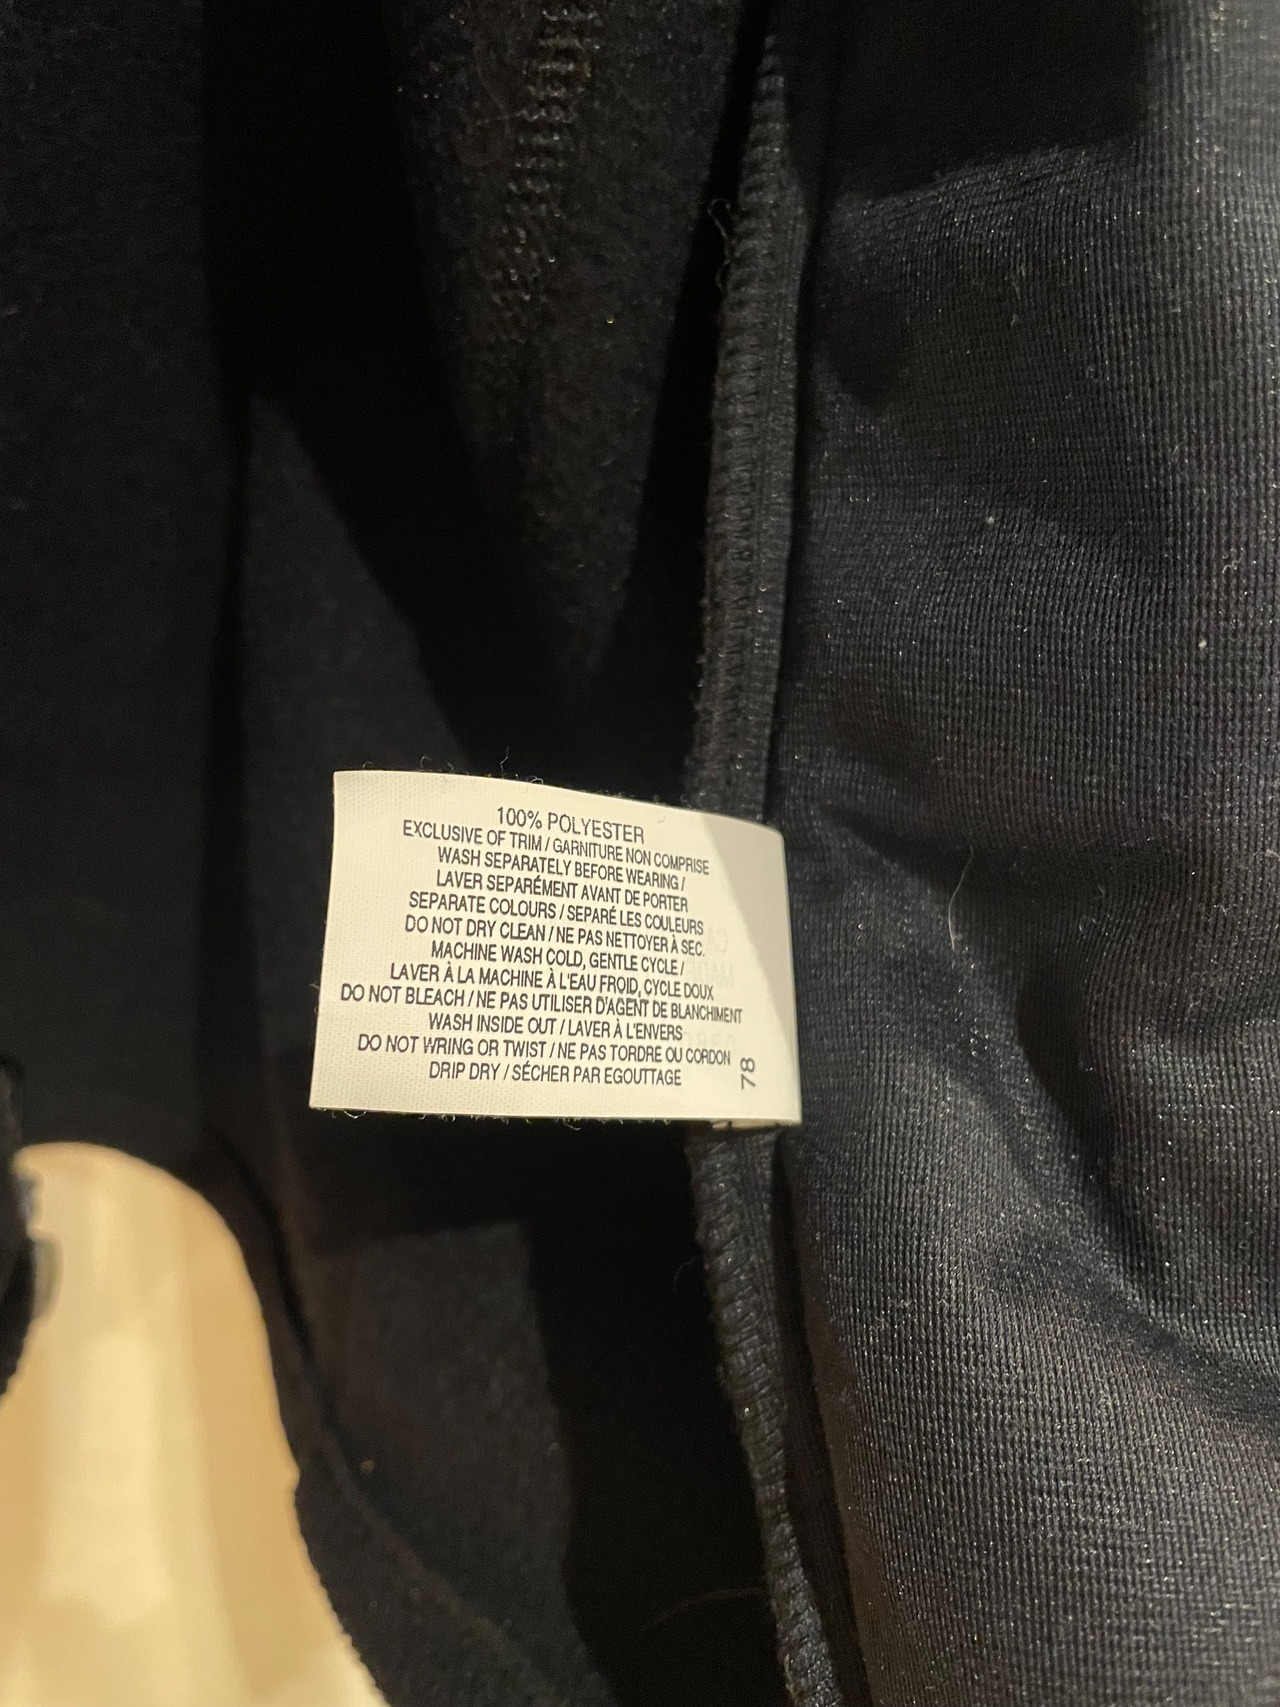 100% POLYESTER
EXCLUSIVE OF TRIM / GARNITURE NON COMPRISE
WASH SEPARATELY BEFORE WEARING /
LAVER SEPARÉMENT AVANT DE PORTER
SEPARATE COLOURS / SEPARÉ LES COULEURS
DO NOT DRY CLEAN / NE PAS NETTOYER À SEC.
MACHINE WASH COLD, GENTLE CYCLE /
LAVER À LA MACHINE À L'EAU FROID, CYCLE DOUX
DO NOT BLEACH / NE PAS UTILISER D'AGENT DE BLANCHIMENT
WASH INSIDE OUT / LAVER À L'ENVERS
DO NOT WRING OR TWIST / NE PAS TORDRE OU CORDON
DRIP DRY / SÉCHER PAR EGOUTTAGE
78